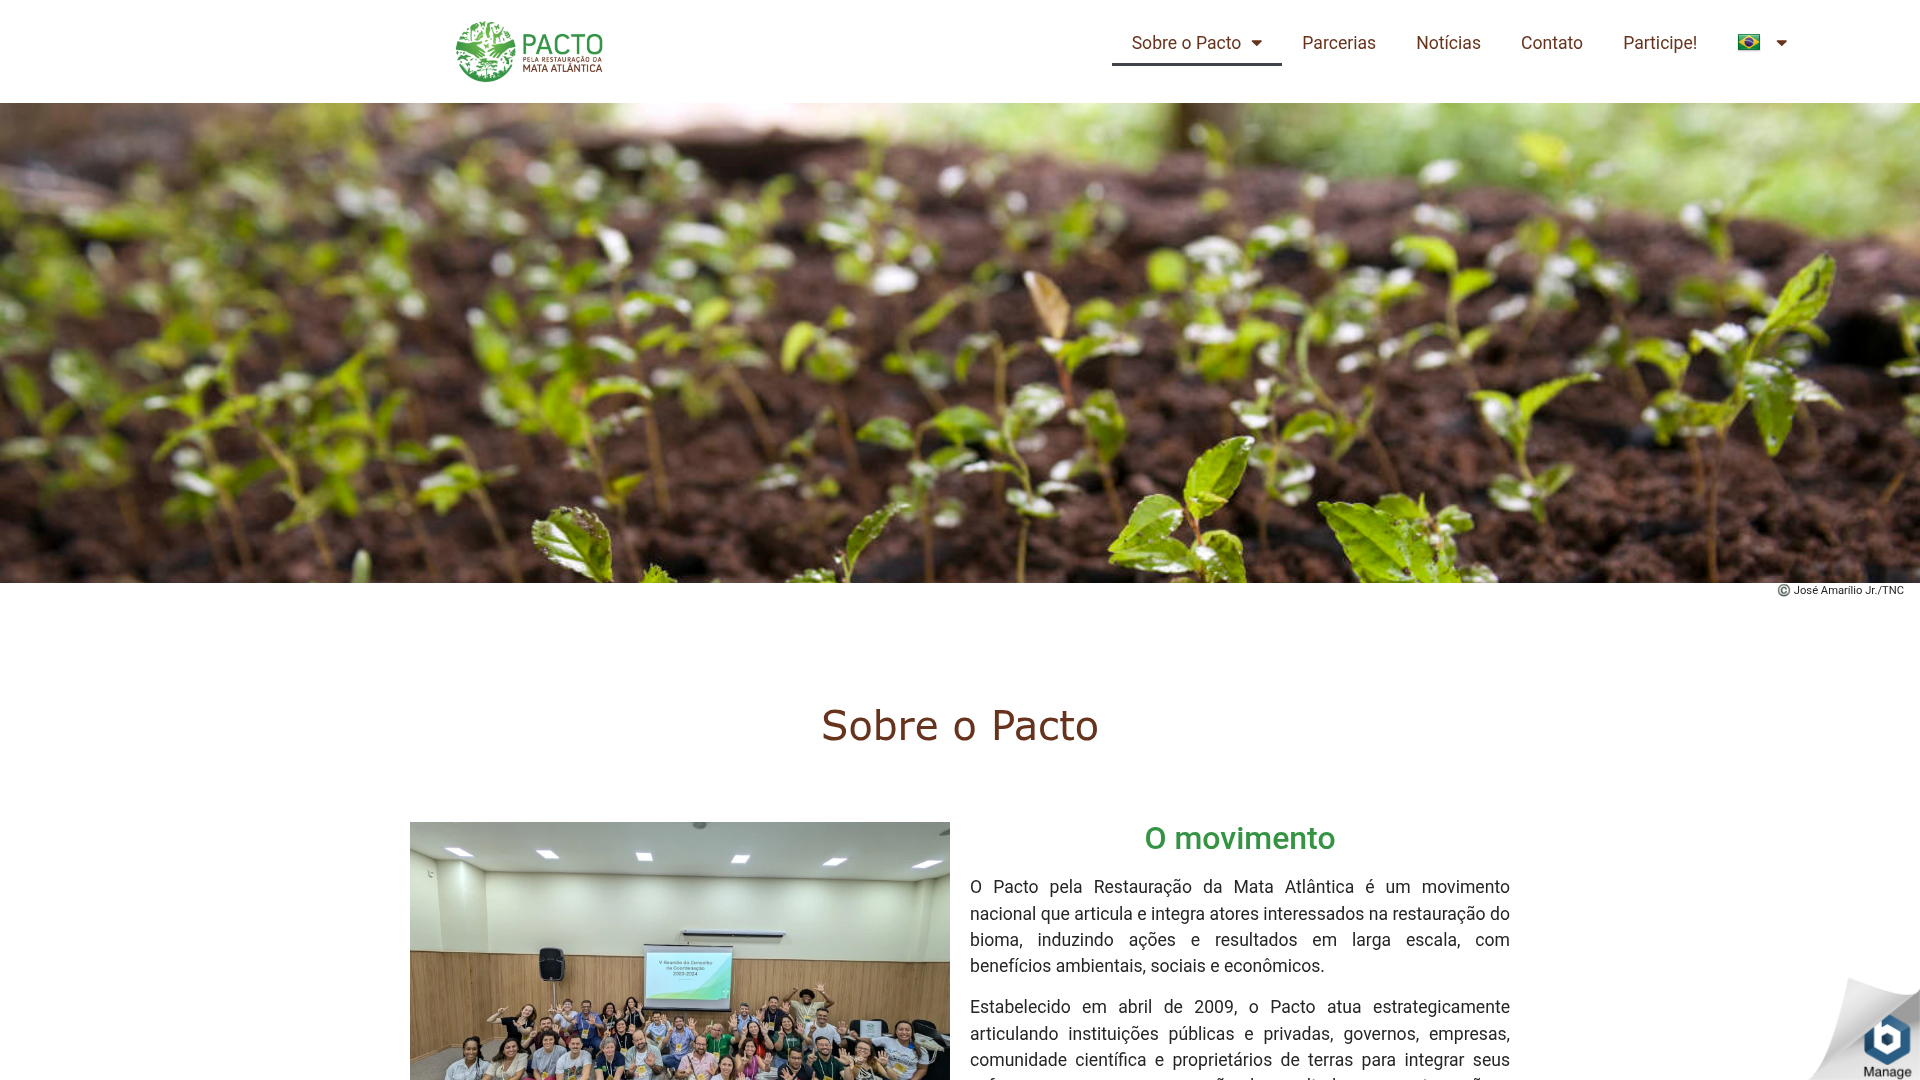 PACTO
PELA RESTAURAÇÃO DA
MATA ATLÂNTICA
Sobre o Pacto
Parcerias
Notícias
Contato
Participe!
© José Amarílio Jr./TNC
Sobre o Pacto
O movimento
O Pacto pela Restauração da Mata Atlântica é um movimento
nacional que articula e integra atores interessados na restauração do
bioma, induzindo ações e resultados em larga escala, com
benefícios ambientais, sociais e econômicos.
Estabelecido em abril de 2009, o Pacto atua estrategicamente
articulando instituições públicas e privadas, governos, empresas,
comunidade científica e proprietários de terras para integrar seus
V Reunião do Conselho
de Coordenação
2023-2024
Manage